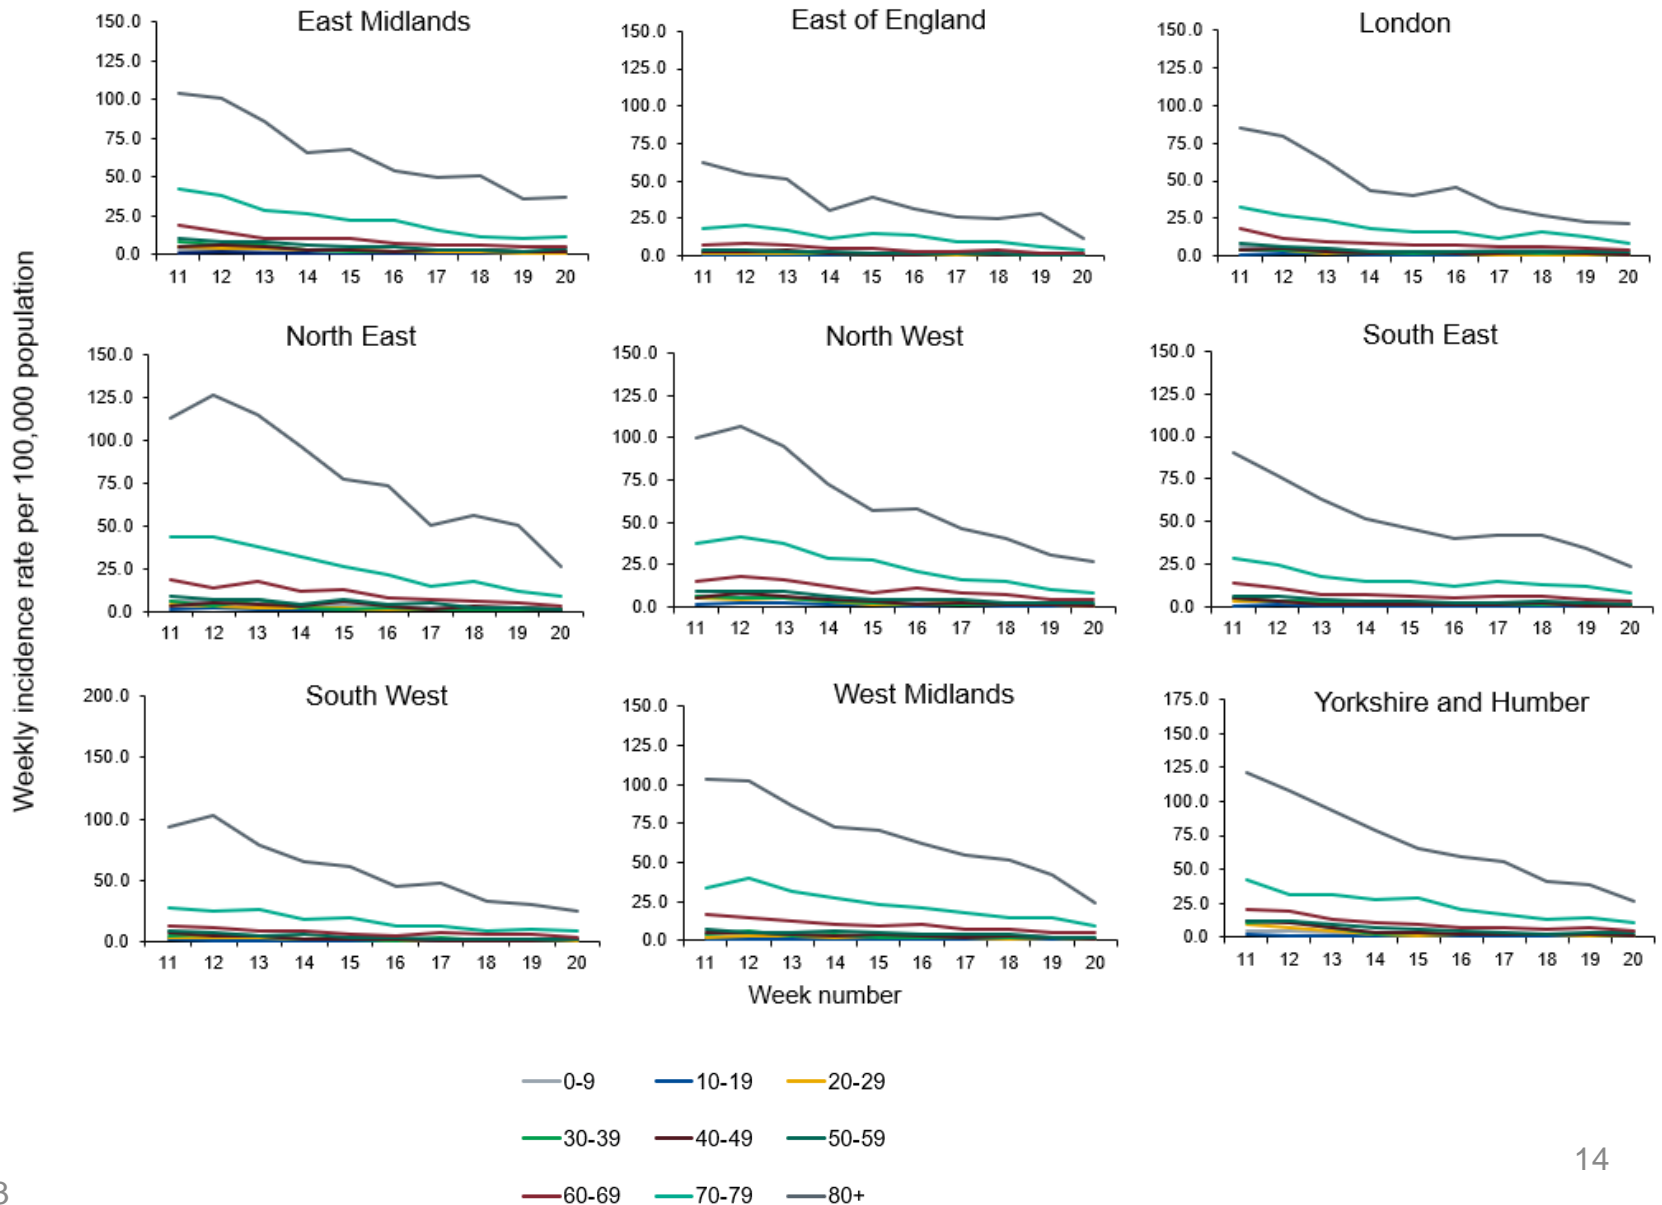 Weekly incidence rate per 100,000 population
East Midlands
150.0
125.0
100.0
75.0
50.0
25.0
0.0
11 12 13 14 15 16 17 18 19 20
East of England
150.0
125.0
100.0
75.0
50.0
25.0
0.0
11 12 13 14 15 16 17 18 19 20
London
150.0
125.0
100.0
75.0
50.0
25.0
0.0
11 12 13 14 15 16 17 18 19 20
North East
150.0
125.0
100.0
75.0
50.0
25.0
0.0
11 12 13 14 15 16 17 18 19 20
North West
150.0
125.0
100.0
75.0
50.0
25.0
0.0
11 12 13 14 15 16 17 18 19 20
South East
150.0
125.0
100.0
75.0
50.0
25.0
0.0
11 12 13 14 15 16 17 18 19 20
South West
200.0
150.0
100.0
50.0
0.0
11 12 13 14 15 16 17 18 19 20
West Midlands
150.0
125.0
100.0
75.0
50.0
25.0
0.0
11 12 13 14 15 16 17 18 19 20
Yorkshire and Humber
175.0
150.0
125.0
100.0
75.0
50.0
25.0
0.0
11 12 13 14 15 16 17 18 19 20
Week number
0-9 10-19 20-29
30-39 40-49 50-59
60-69 70-79 80+
14